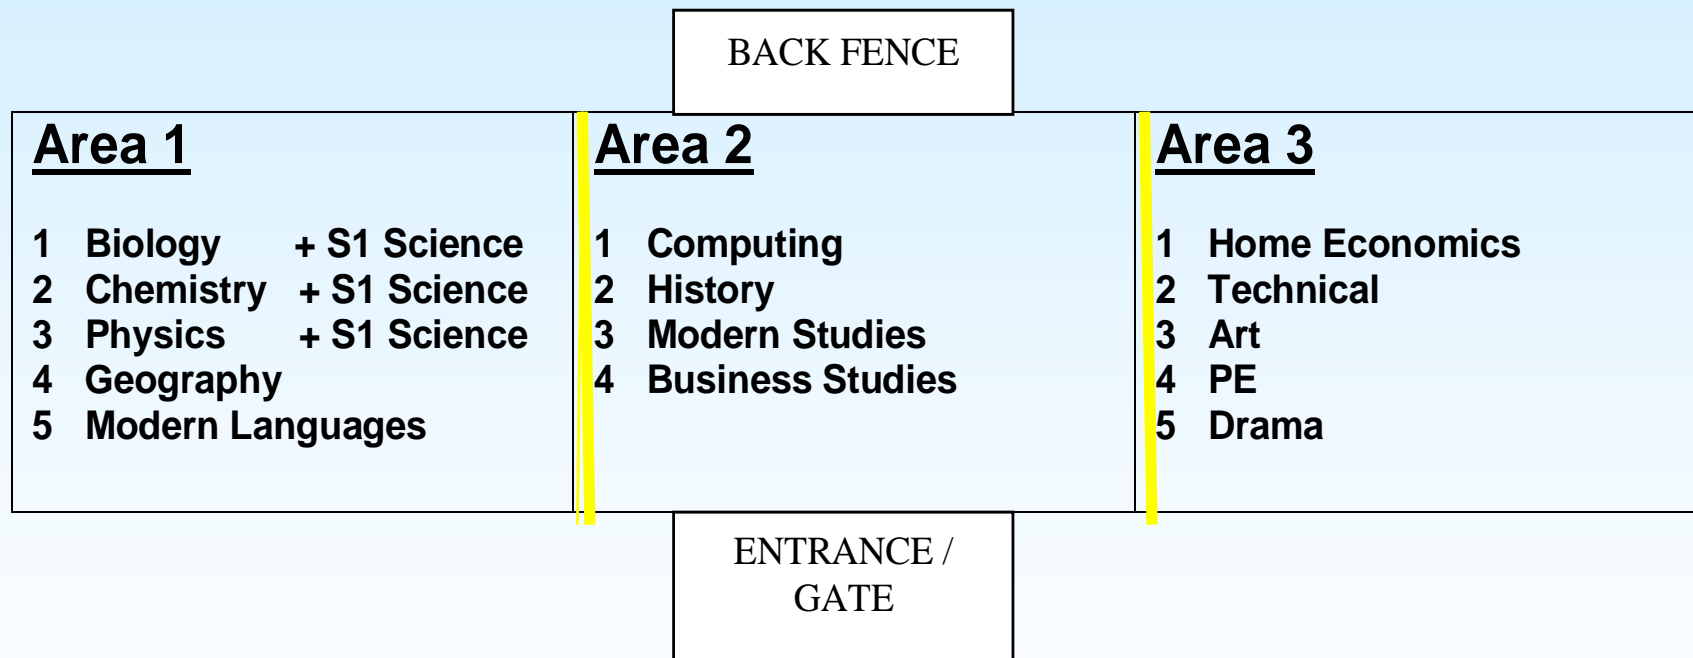 BACK FENCE
Area 1
1 Biology + S1 Science
2 Chemistry + S1 Science
3 Physics + S1 Science
4 Geography
5 Modern Languages
Area 2
1 Computing
2 History
3 Modern Studies
4 Business Studies
Area 3
1 Home Economics
2 Technical
3 Art
4 PE
5 Drama
ENTRANCE /
GATE